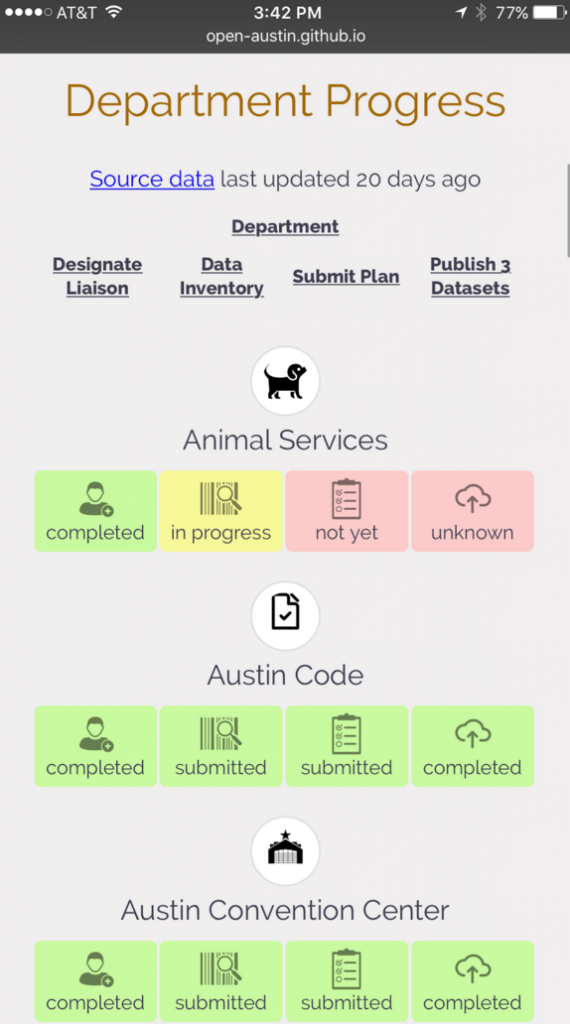 AT&T 3:42 PM 77%
open-austin.github.io
Department Progress
Source data last updated 20 days ago
Department
Designate Liaison
Data Inventory
Submit Plan
Publish 3 Datasets
Animal Services
completed in progress not yet unknown
Austin Code
completed submitted submitted completed
Austin Convention Center
completed submitted submitted completed